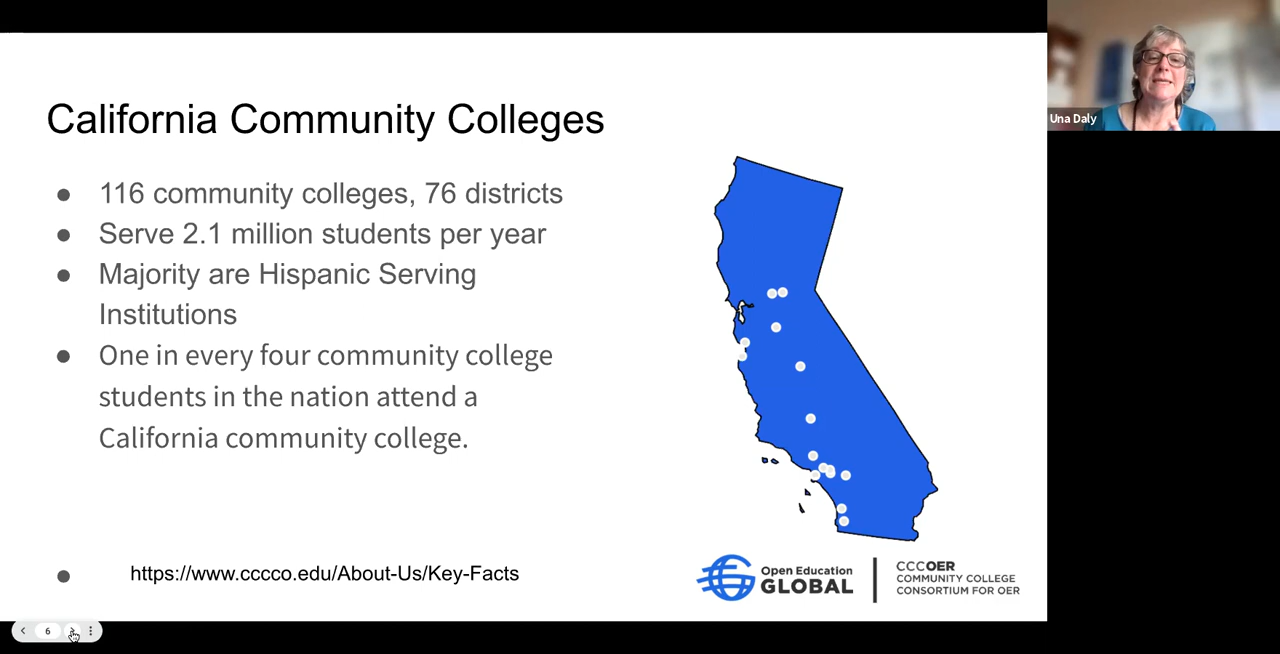 California Community Colleges
● 116 community colleges, 76 districts
● Serve 2.1 million students per year
● Majority are Hispanic Serving
Institutions
● One in every four community college
students in the nation attend a
California community college.
● https://www.cccco.edu/About-Us/Key-Facts
Open Education
GLOBAL
CCCOER
COMMUNITY COLLEGE
CONSORTIUM FOR OER
6
Una Daly